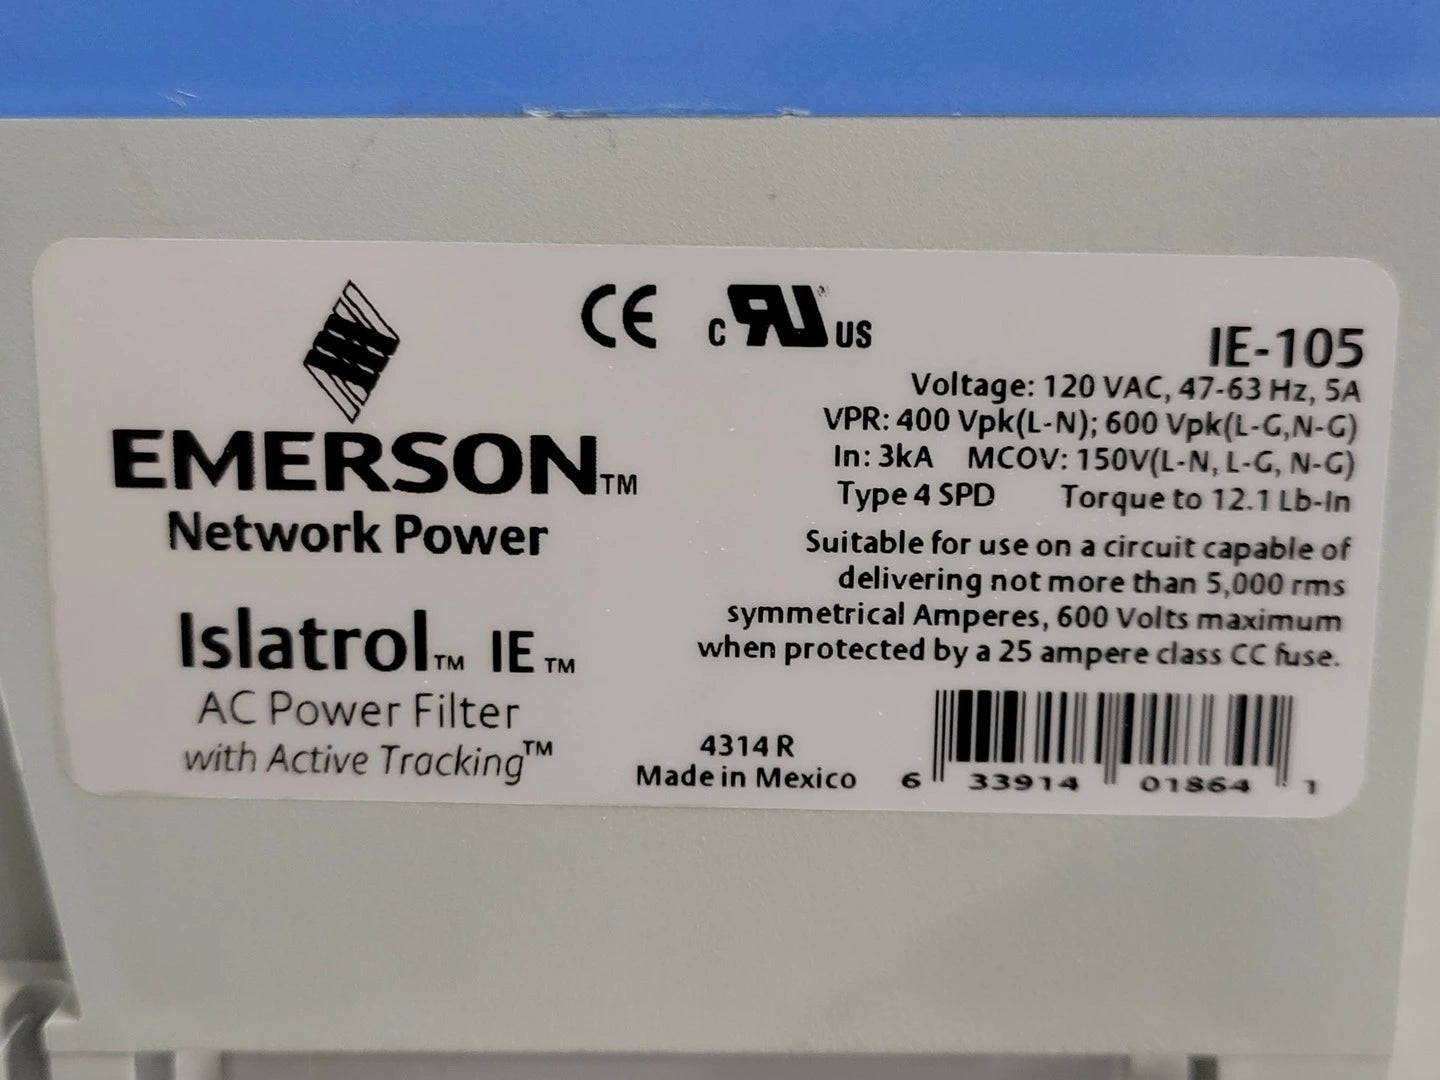 EMERSON™
Network Power
Islatrol™ IE™
AC Power Filter
with Active Tracking™
CE
c RU® US
IE-105
Voltage: 120 VAC, 47-63 Hz, 5A
VPR: 400 Vpk(L-N); 600 Vpk(L-G,N-G)
In: 3kA MCOV: 150V(L-N, L-G, N-G)
Type 4 SPD Torque to 12.1 Lb-In
Suitable for use on a circuit capable of
delivering not more than 5,000 rms
symmetrical Amperes, 600 Volts maximum
when protected by a 25 ampere class CC fuse.
4314 R
Made in Mexico
6 33914 01864 1